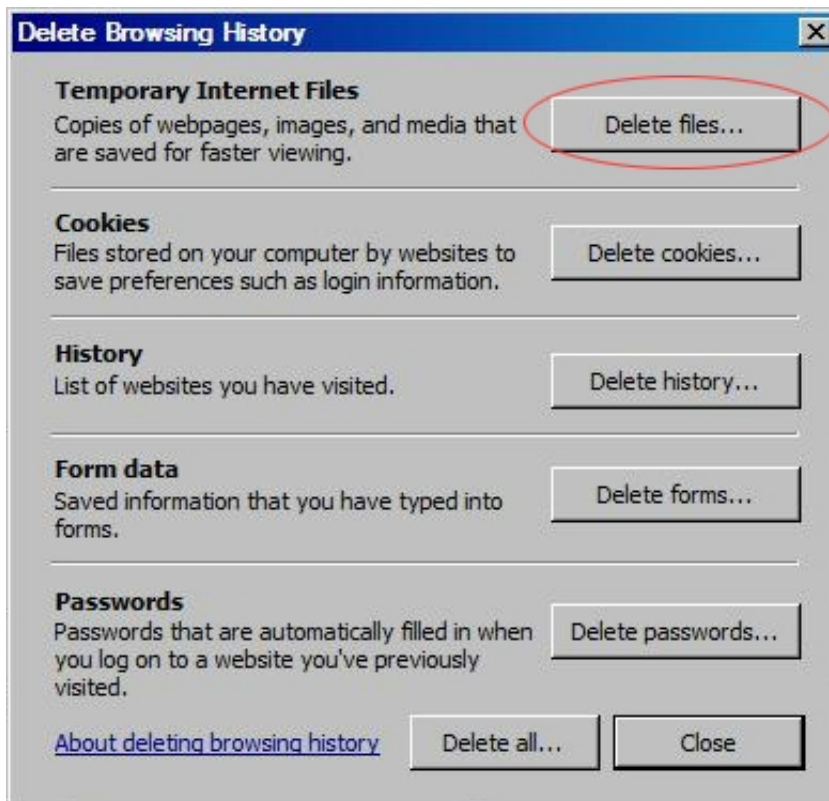 Delete Browsing History
Temporary Internet Files
Copies of webpages, images, and media that
are saved for faster viewing.
Delete files...
Cookies
Files stored on your computer by websites to
save preferences such as login information.
Delete cookies...
History
List of websites you have visited.
Delete history...
Form data
Saved information that you have typed into
forms.
Delete forms...
Passwords
Passwords that are automatically filled in when
you log on to a website you've previously
visited.
Delete passwords...
About deleting browsing history
Delete all...
Close